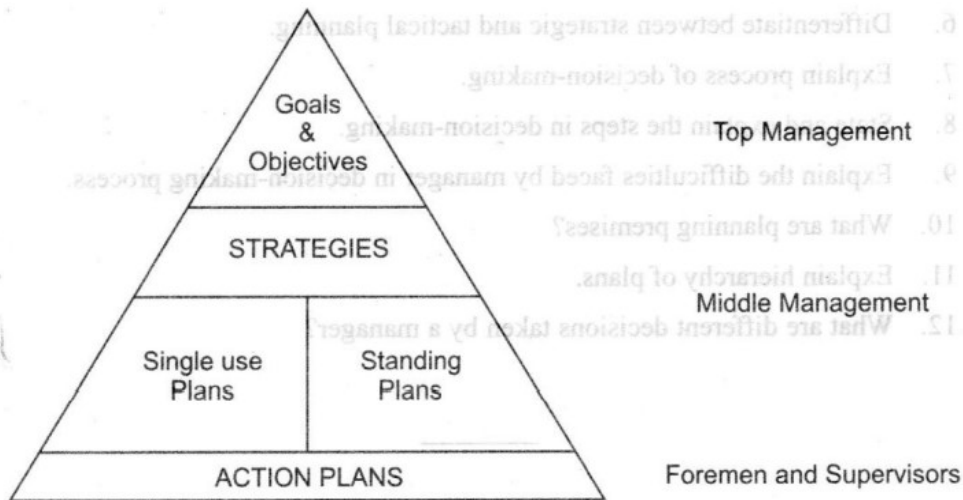 6. Differentiate between strategic and tactical planning.
7. Explain process of decision-making.
8. State and the steps in decision-making.
9. Explain the difficulties faced by manager in decision-making process.
10. What are planning premises?
11. Explain hierarchy of plans.
12. What are different decisions taken by a manager?
Goals
&
Objectives
Top Management
STRATEGIES
Middle Management
Single use
Plans
Standing
Plans
ACTION PLANS
Foremen and Supervisors